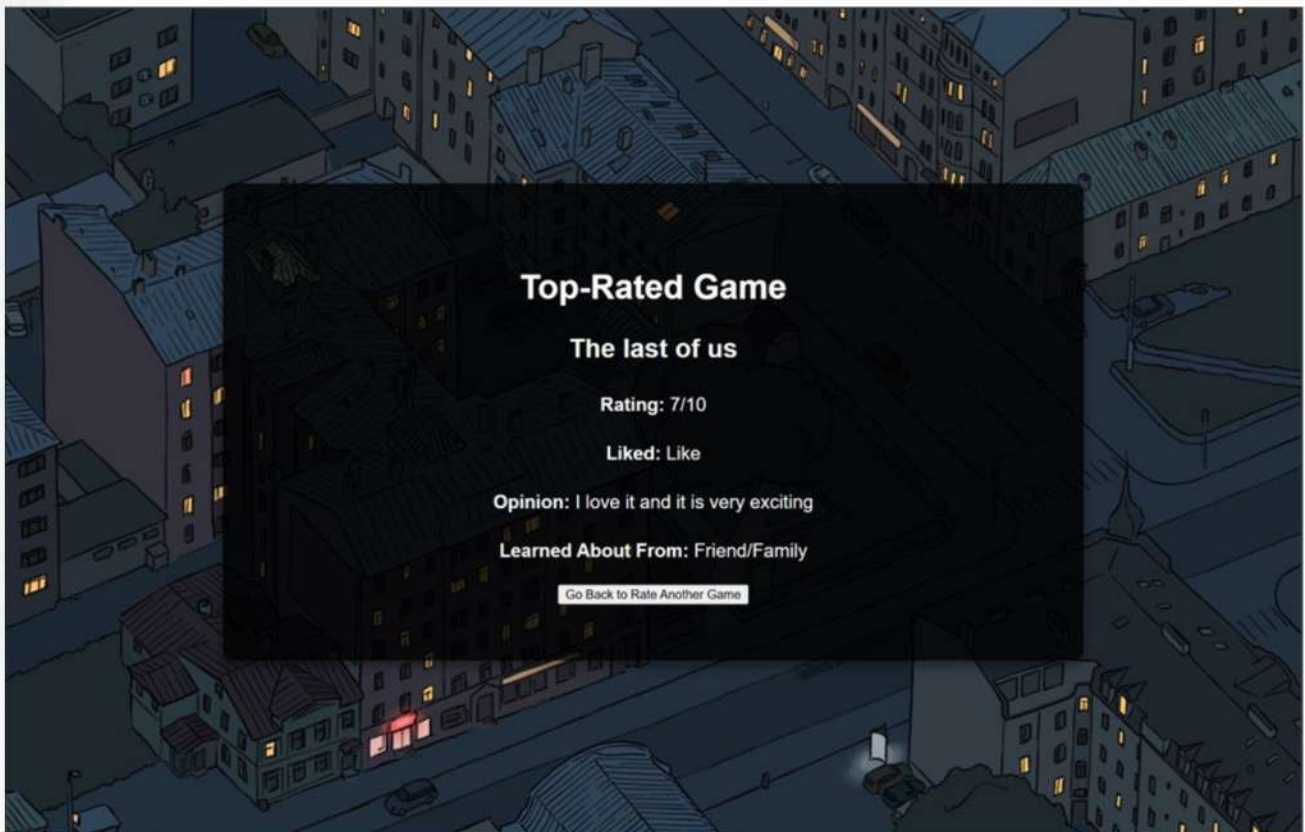 Top-Rated Game
The last of us
Rating: 7/10
Liked: Like
Opinion: I love it and it is very exciting
Learned About From: Friend/Family
Go Back to Rate Another Game